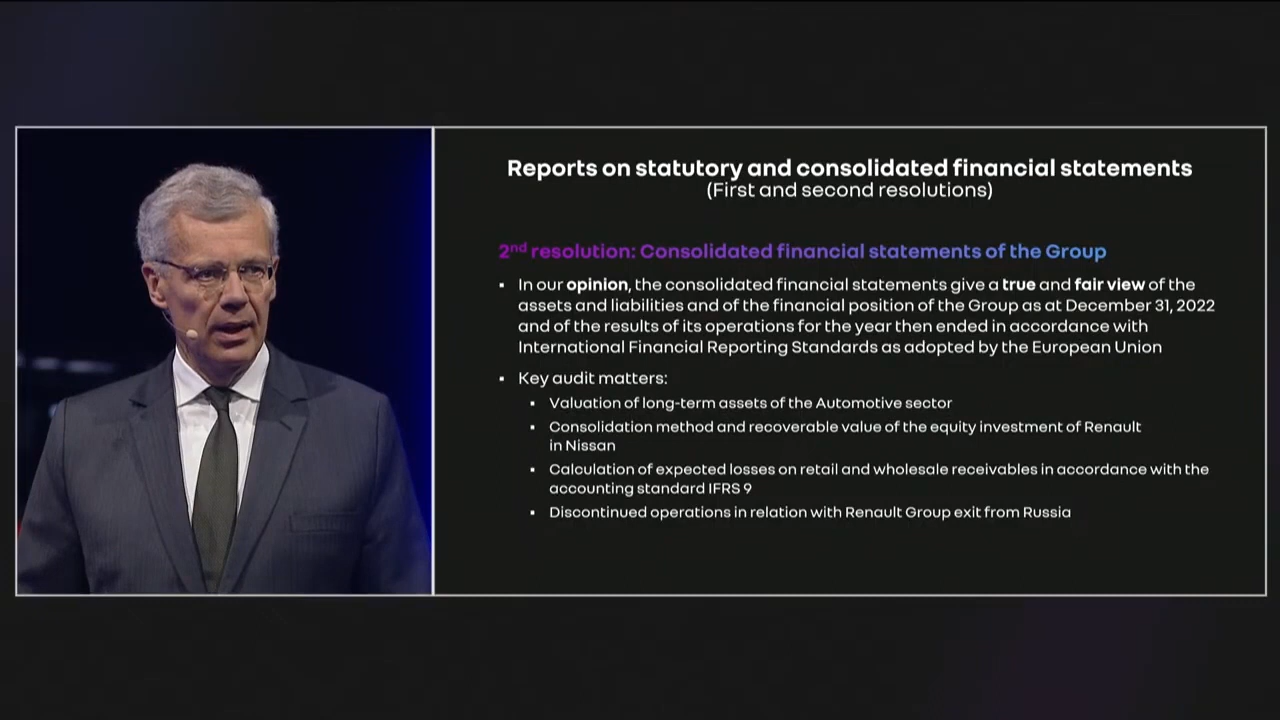 Reports on statutory and consolidated financial statements
(First and second resolutions)
2nd resolution: Consolidated financial statements of the Group
▪ In our opinion, the consolidated financial statements give a true and fair view of the
assets and liabilities and of the financial position of the Group as at December 31, 2022
and of the results of its operations for the year then ended in accordance with
International Financial Reporting Standards as adopted by the European Union
▪ Key audit matters:
▪ Valuation of long-term assets of the Automotive sector
▪ Consolidation method and recoverable value of the equity investment of Renault
in Nissan
▪ Calculation of expected losses on retail and wholesale receivables in accordance with the
accounting standard IFRS 9
▪ Discontinued operations in relation with Renault Group exit from Russia